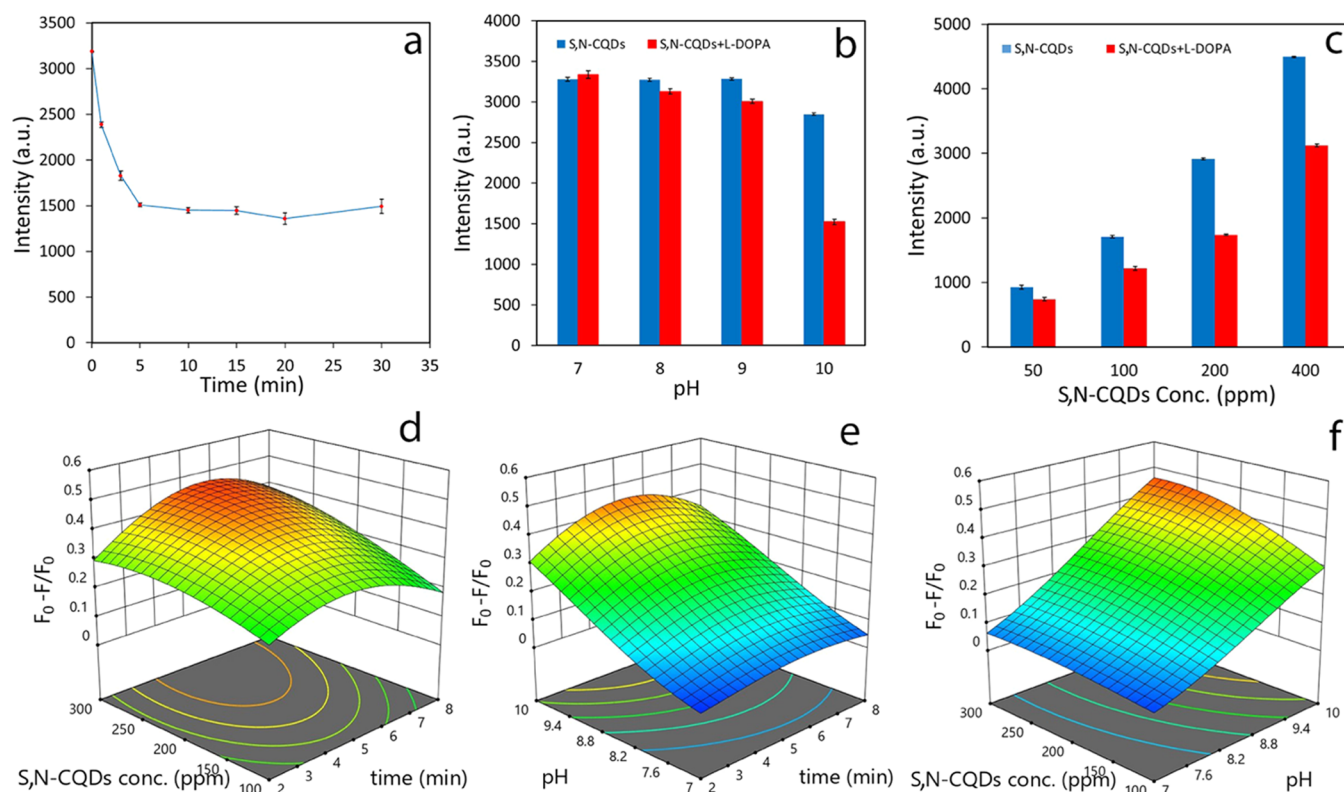 a
3500
3000
2500
2000
1500
1000
500
0
Intensity (a.u.)
0 5 10 15 20 25 30 35
Time (min)
b
S,N-CQDs S,N-CQDs+L-DOPA
4000
3500
3000
2500
2000
1500
1000
500
0
Intensity (a.u.)
7 8 9 10
pH
c
S,N-CQDs S,N-CQDs+L-DOPA
5000
4000
3000
2000
1000
0
Intensity (a.u.)
50 100 200 400
S,N-CQDs Conc. (ppm)
d
0.6
0.5
0.4
0.3
0.2
0.1
0
F0 -F/F0
300 250 200 150 100
S,N-CQDs conc. (ppm)
2 3 4 5 6 7 8
time (min)
e
0.6
0.5
0.4
0.3
0.2
0.1
0
F0 -F/F0
10 9.4 8.8 8.2 7.6 7
pH
2 3 4 5 6 7 8
time (min)
f
0.6
0.5
0.4
0.3
0.2
0.1
0
F0 -F/F0
300 250 200 150 100
S,N-CQDs conc. (ppm)
7 7.6 8.2 8.8 9.4 10
pH